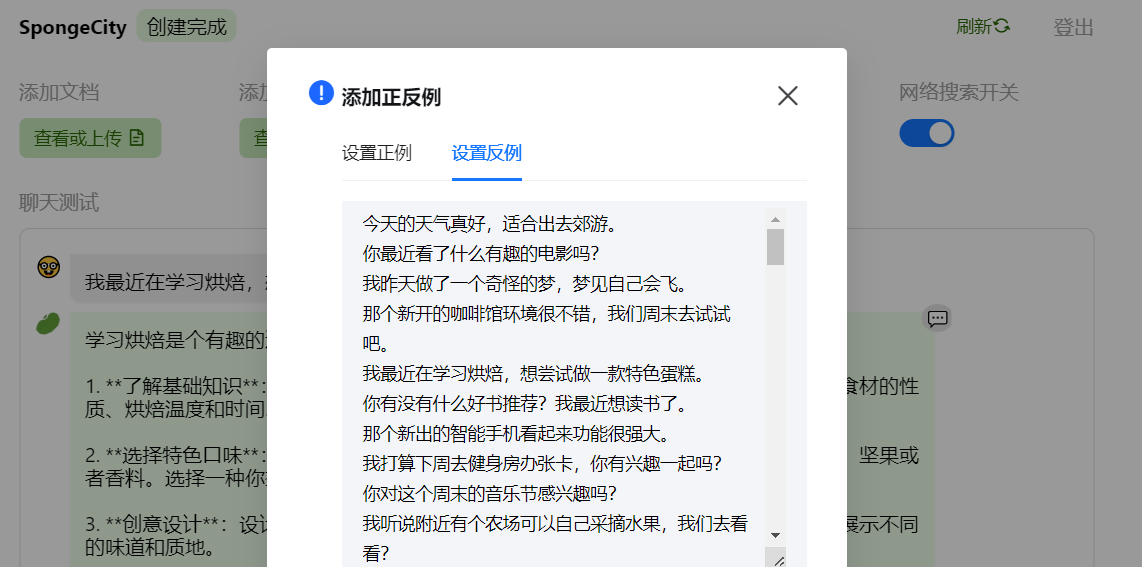 SpongeCity 创建完成
刷新 登出
添加文档
网络搜索开关
查看或上传
聊天测试
我最近在学习烘焙，
学习烘焙是个有趣的
1. **了解基础知识**：
食材的性
质、烘焙温度和时间
2. **选择特色口味**：
坚果或
者香料。选择一种你
3. **创意设计**：设
展示不同
的味道和质地。
添加正反例
设置正例 设置反例
今天的天气真好，适合出去郊游。
你最近看了什么有趣的电影吗？
我昨天做了一个奇怪的梦，梦见自己会飞。
那个新开的咖啡馆环境很不错，我们周末去试试
吧。
我最近在学习烘焙，想尝试做一款特色蛋糕。
你有没有什么好书推荐？我最近想读书了。
那个新出的智能手机看起来功能很强大。
我打算下周去健身房办张卡，你有兴趣一起吗？
你对这个周末的音乐节感兴趣吗？
我听说附近有个农场可以自己采摘水果，我们去看
看？